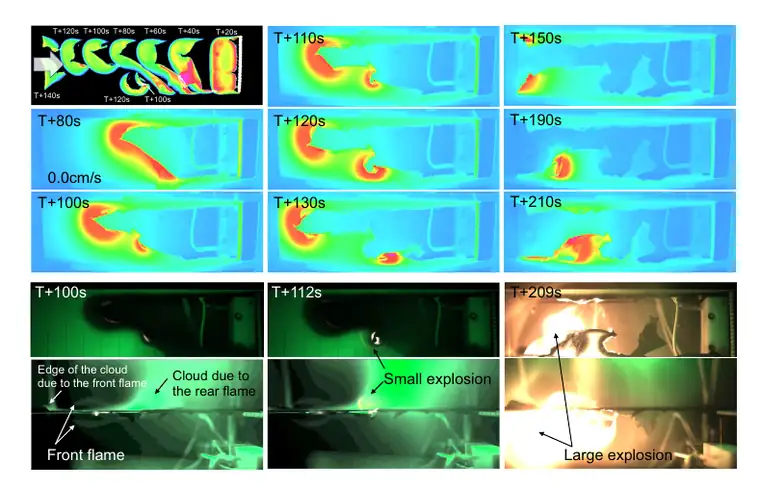 T+120s T+100s T+80s T+60s T+40s T+20s
T+140s
T+120s T+100s
T+80s
0.0cm/s
T+100s
T+110s
T+120s
T+130s
T+150s
T+190s
T+210s
T+100s
T+112s
T+209s
Edge of the cloud
due to the front flame
Cloud due to
the rear flame
Front flame
Small explosion
Large explosion